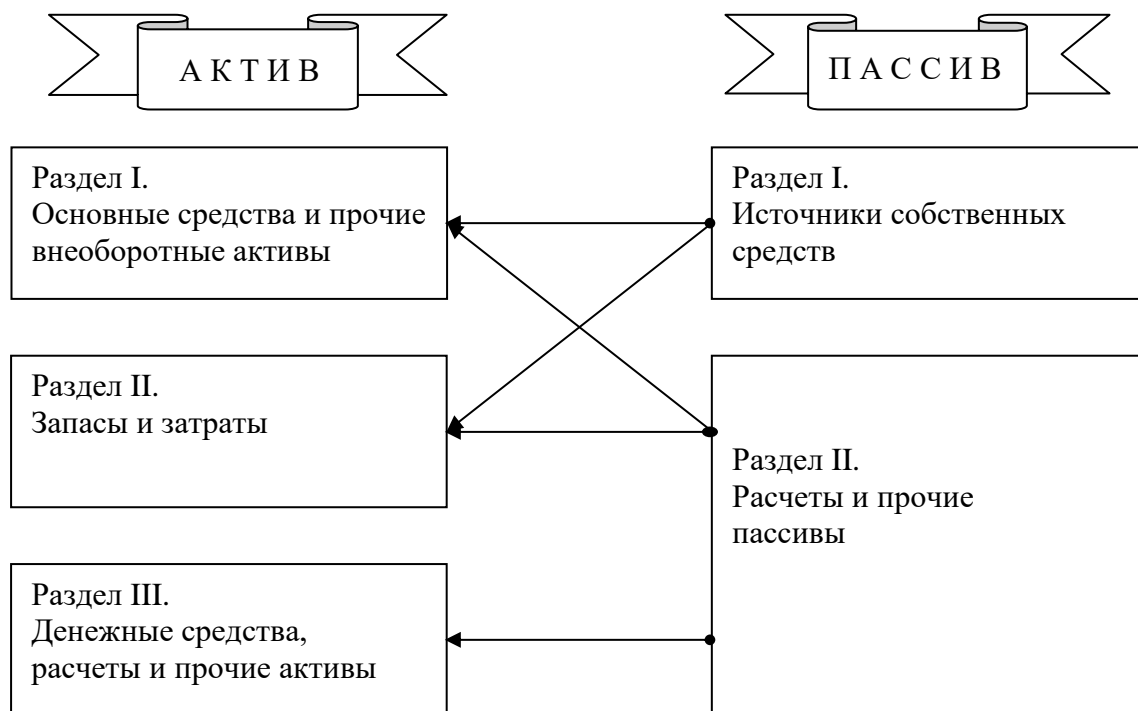 А К Т И В
П А С С И В
Раздел I.
Основные средства и прочие
внеоборотные активы
Раздел I.
Источники собственных
средств
Раздел II.
Запасы и затраты
Раздел II.
Расчеты и прочие
пассивы
Раздел III.
Денежные средства,
расчеты и прочие активы